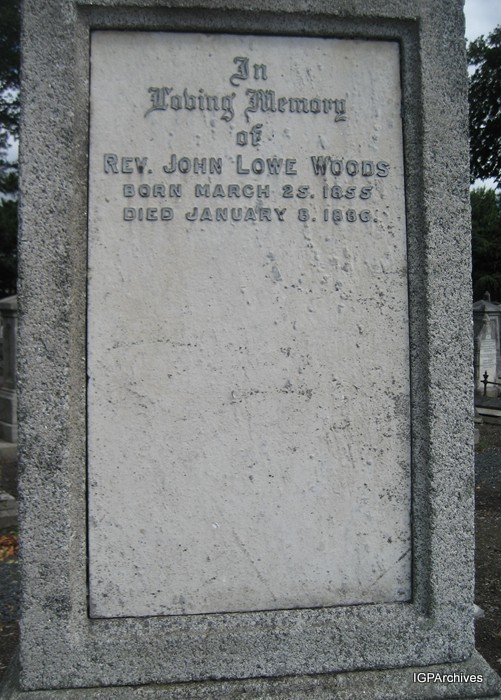 In
Loving Memory
of
REV. JOHN LOWE WOODS
BORN MARCH 25. 1855
DIED JANUARY 8. 1886.
IGPArchives